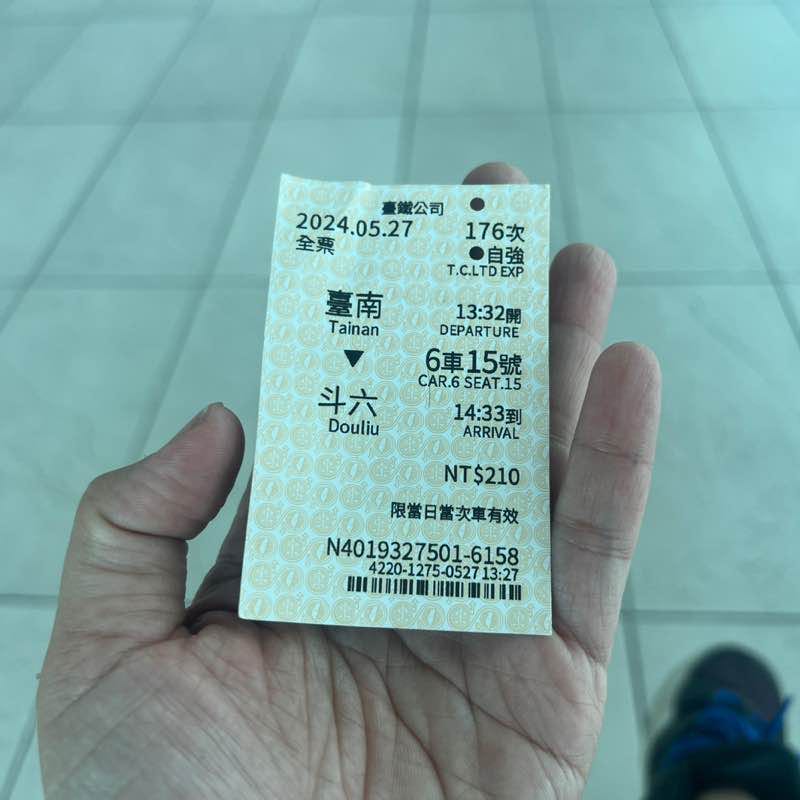 臺鐵公司
2024.05.27 176次
全票 ●自強
T.C.LTD EXP
臺南 13:32開
Tainan DEPARTURE
▼ 6車15號
CAR.6 SEAT.15
斗六 14:33到
Douliu ARRIVAL
NT$210
限當日當次車有效
N4019327501-6158
4220-1275-0527 13:27